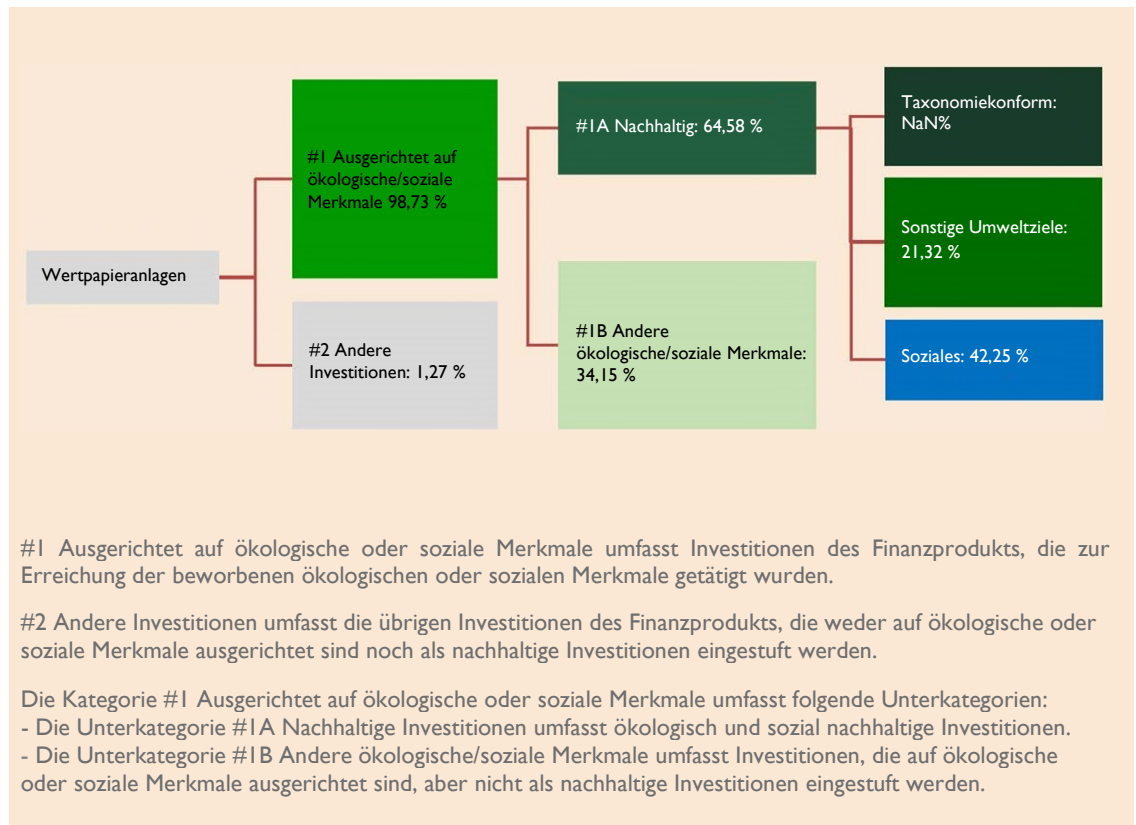 Wertpapieranlagen
#1 Ausgerichtet auf
ökologische/soziale
Merkmale 98,73 %
#2 Andere
Investitionen: 1,27 %
#1A Nachhaltig: 64,58 %
#1B Andere
ökologische/soziale Merkmale:
34,15 %
Taxonomiekonform:
NaN%
Sonstige Umweltziele:
21,32 %
Soziales: 42,25 %
#1 Ausgerichtet auf ökologische oder soziale Merkmale umfasst Investitionen des Finanzprodukts, die zur
Erreichung der beworbenen ökologischen oder sozialen Merkmale getätigt wurden.
#2 Andere Investitionen umfasst die übrigen Investitionen des Finanzprodukts, die weder auf ökologische oder
soziale Merkmale ausgerichtet sind noch als nachhaltige Investitionen eingestuft werden.
Die Kategorie #1 Ausgerichtet auf ökologische oder soziale Merkmale umfasst folgende Unterkategorien:
- Die Unterkategorie #1A Nachhaltige Investitionen umfasst ökologisch und sozial nachhaltige Investitionen.
- Die Unterkategorie #1B Andere ökologische/soziale Merkmale umfasst Investitionen, die auf ökologische
oder soziale Merkmale ausgerichtet sind, aber nicht als nachhaltige Investitionen eingestuft werden.